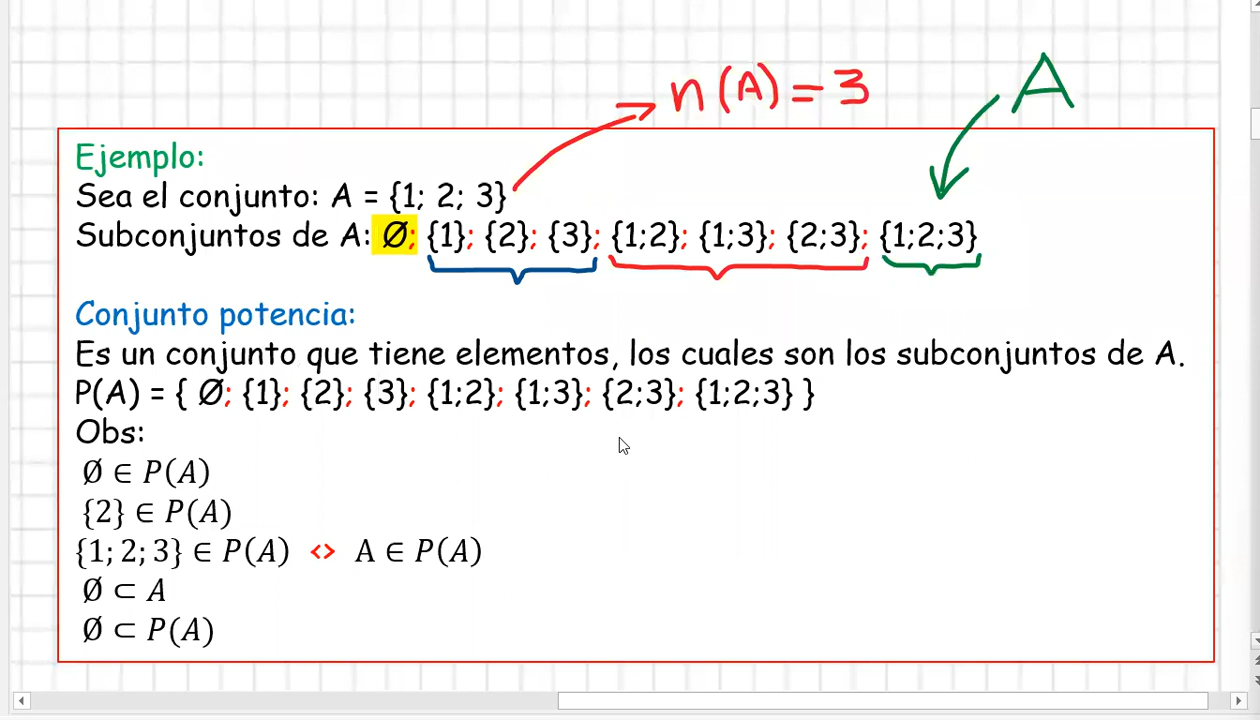 n(A) = 3
A
Ejemplo:
Sea el conjunto: A = {1; 2; 3}
Subconjuntos de A: Ø; {1}; {2}; {3}; {1;2}; {1;3}; {2;3}; {1;2;3}
Conjunto potencia:
Es un conjunto que tiene elementos, los cuales son los subconjuntos de A.
P(A) = { Ø; {1}; {2}; {3}; {1;2}; {1;3}; {2;3}; {1;2;3} }
Obs:
Ø ∈ P(A)
{2} ∈ P(A)
{1; 2; 3} ∈ P(A) <> A ∈ P(A)
Ø ⊂ A
Ø ⊂ P(A)